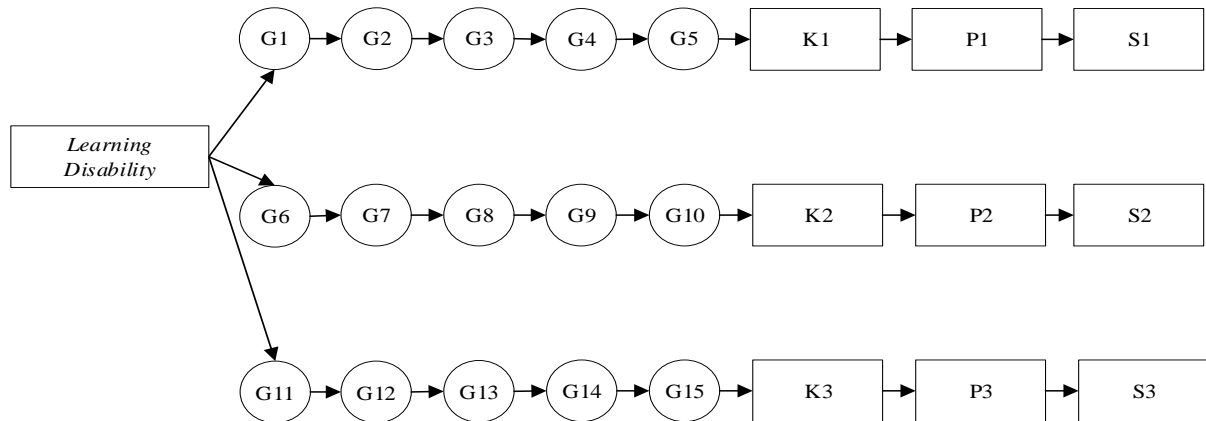 G1 G2 G3 G4 G5 K1 P1 S1
Learning
Disability
G6 G7 G8 G9 G10 K2 P2 S2
G11 G12 G13 G14 G15 K3 P3 S3